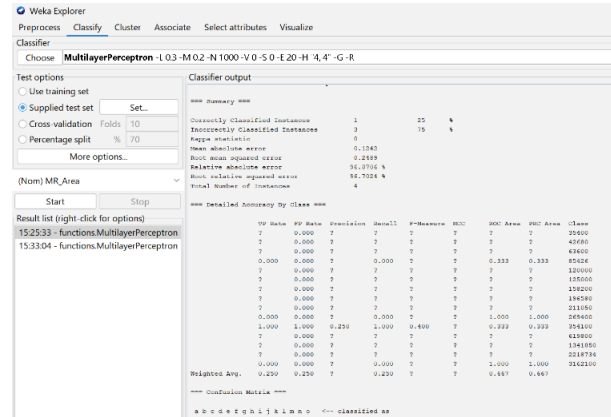 Weka Explorer
Preprocess Classify Cluster Associate Select attributes Visualize
Classifier
Choose MultilayerPerceptron -L 0.3 -M 0.2 -N 1000 -V 0 -S 0 -E 20 -H "4, 4" -G -R
Test options
Use training set
Supplied test set Set...
Cross-validation Folds 10
Percentage split % 70
More options...
(Nom) MR_Area
Start Stop
Result list (right-click for options)
15:25:33 - functions.MultilayerPerceptron
15:33:04 - functions.MultilayerPerceptron
Classifier output
=== Summary ===
Correctly Classified Instances 1 25 %
Incorrectly Classified Instances 3 75 %
Kappa statistic 0
Mean absolute error 0.1242
Root mean squared error 0.2489
Relative absolute error 96.0706 %
Root relative squared error 96.7024 %
Total Number of Instances 4
=== Detailed Accuracy By Class ===
TP Rate FP Rate Precision Recall F-Measure MCC ROC Area PRC Area Class
? 0.000 ? ? ? ? ? ? 35400
? 0.000 ? ? ? ? ? ? 42680
? 0.000 ? ? ? ? ? ? 63600
0.000 0.000 ? 0.000 ? ? 0.333 0.333 85426
? 0.000 ? ? ? ? ? ? 120000
? 0.000 ? ? ? ? ? ? 125000
? 0.000 ? ? ? ? ? ? 158200
? 0.000 ? ? ? ? ? ? 196580
? 0.000 ? ? ? ? ? ? 211050
0.000 0.000 ? 0.000 ? ? 1.000 1.000 269400
1.000 1.000 0.250 1.000 0.400 ? 0.333 0.333 354100
? 0.000 ? ? ? ? ? ? 619800
? 0.000 ? ? ? ? ? ? 1341850
? 0.000 ? ? ? ? ? ? 2218734
0.000 0.000 ? 0.000 ? ? 1.000 1.000 3162100
Weighted Avg. 0.250 0.250 ? 0.250 ? ? 0.667 0.667
=== Confusion Matrix ===
a b c d e f g h i j k l m n o <-- classified as